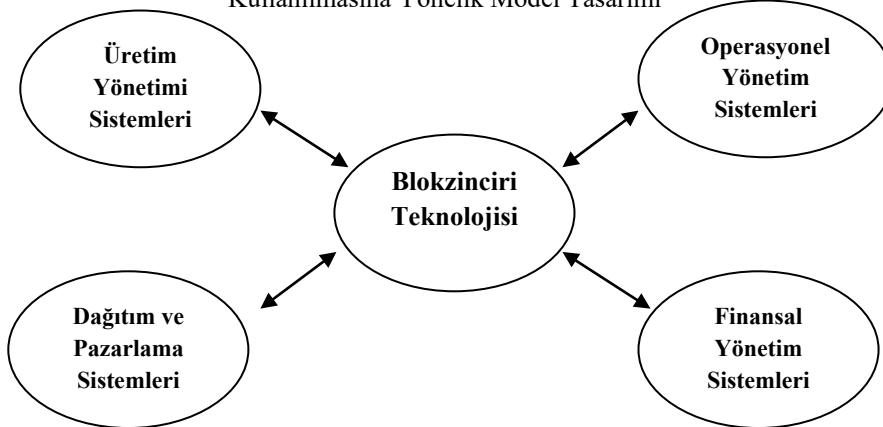 Kullanılmasına Yönelik Model Tasarımı
Üretim
Yönetimi
Sistemleri
Operasyonel
Yönetim
Sistemleri
Blokzinciri
Teknolojisi
Dağıtım ve
Pazarlama
Sistemleri
Finansal
Yönetim
Sistemleri